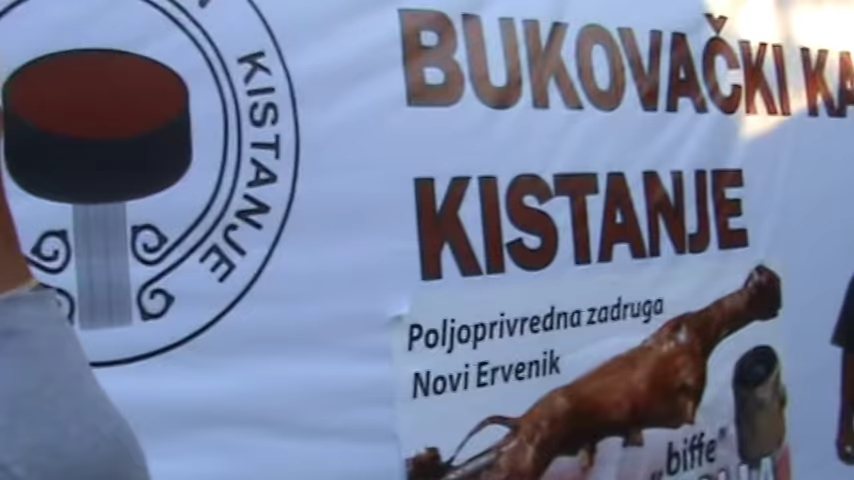 KISTANJE
BUKOVAČKI KA
KISTANJE
Poljoprivredna zadruga
Novi Ervenik
„biffe"